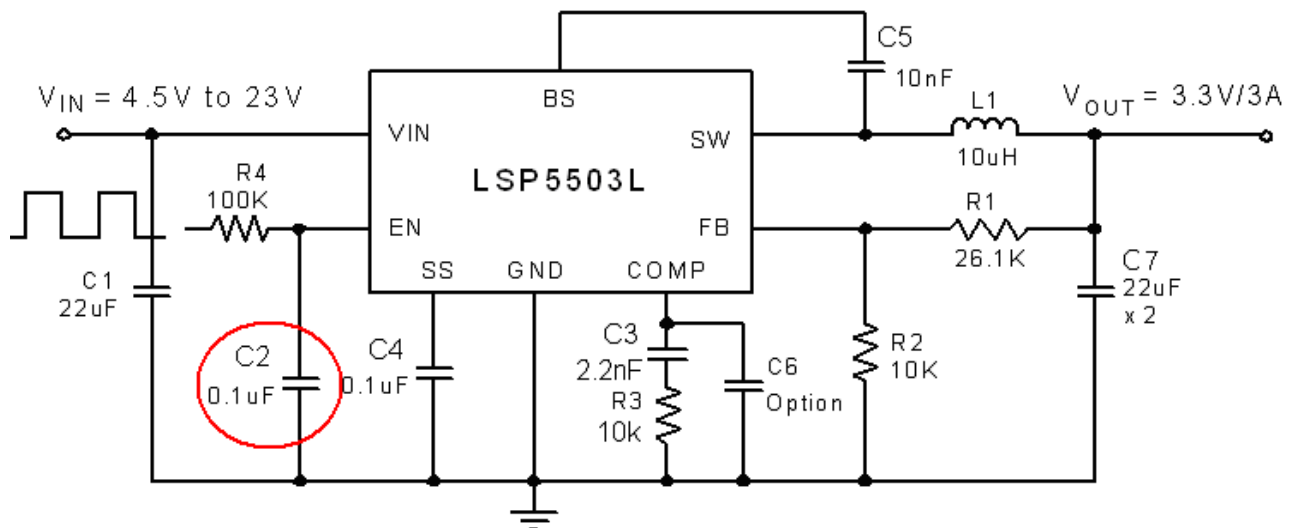 C5
10nF
V_IN = 4.5V to 23V
BS
L1
V_OUT = 3.3V/3A
VIN
SW
10uH
LSP5503L
R4
100K
R1
EN
FB
26.1K
SS
GND
COMP
C1
22uF
C7
22uF
x 2
C2
0.1uF
C4
0.1uF
C3
2.2nF
R3
10k
C6
Option
R2
10K